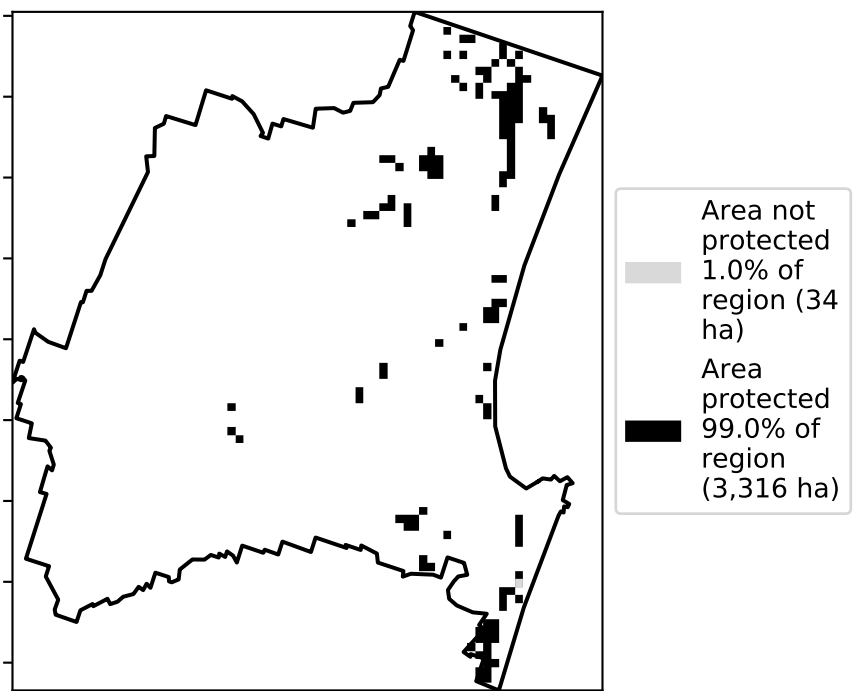 Area not
protected
1.0% of
region (34
ha)
Area
protected
99.0% of
region
(3,316 ha)